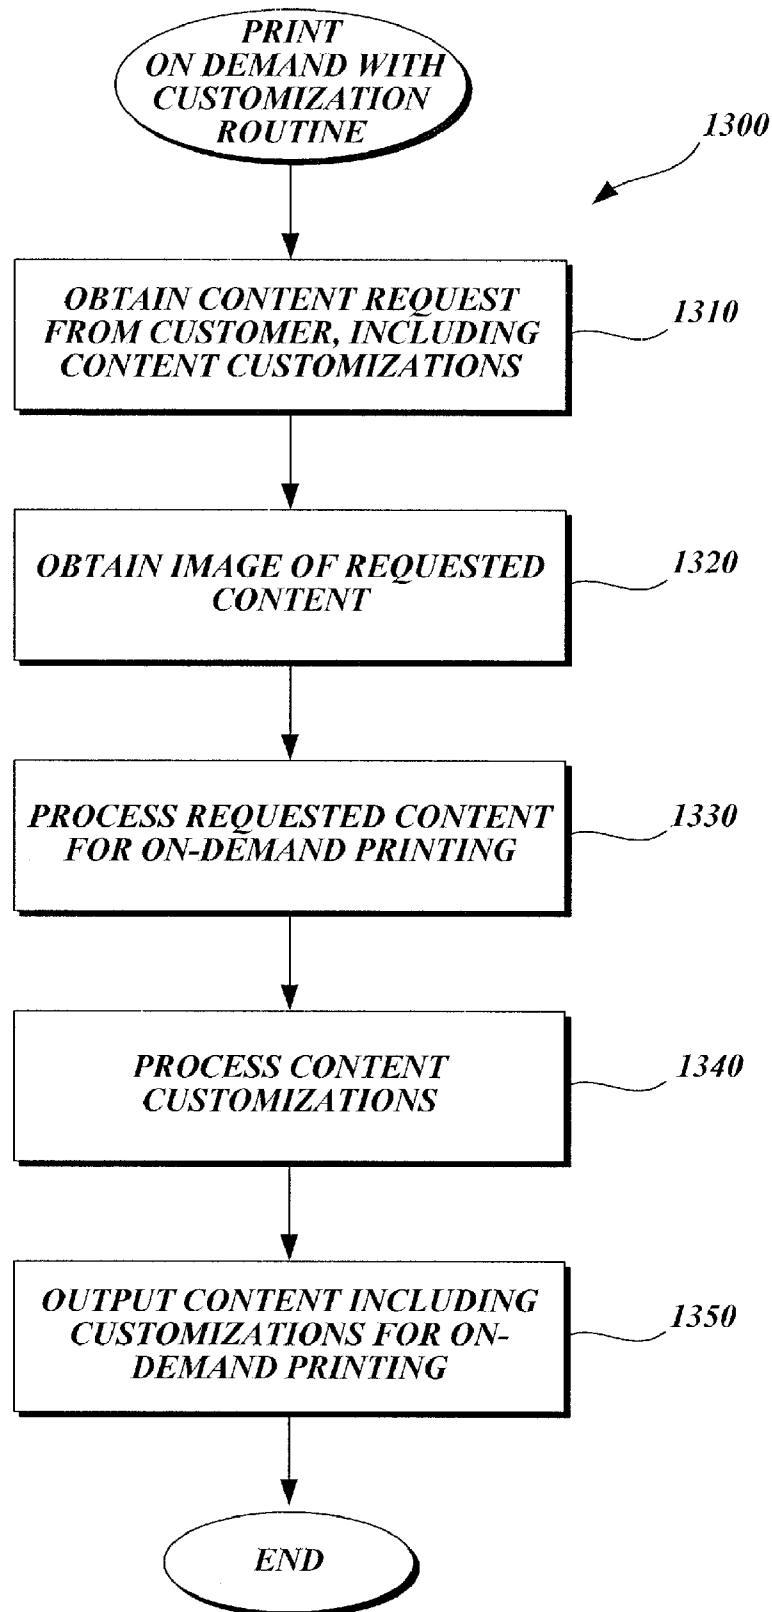 PRINT
ON DEMAND WITH
CUSTOMIZATION
ROUTINE
1300
OBTAIN CONTENT REQUEST
FROM CUSTOMER, INCLUDING
CONTENT CUSTOMIZATIONS
1310
OBTAIN IMAGE OF REQUESTED
CONTENT
1320
PROCESS REQUESTED CONTENT
FOR ON-DEMAND PRINTING
1330
PROCESS CONTENT
CUSTOMIZATIONS
1340
OUTPUT CONTENT INCLUDING
CUSTOMIZATIONS FOR ON-
DEMAND PRINTING
1350
END